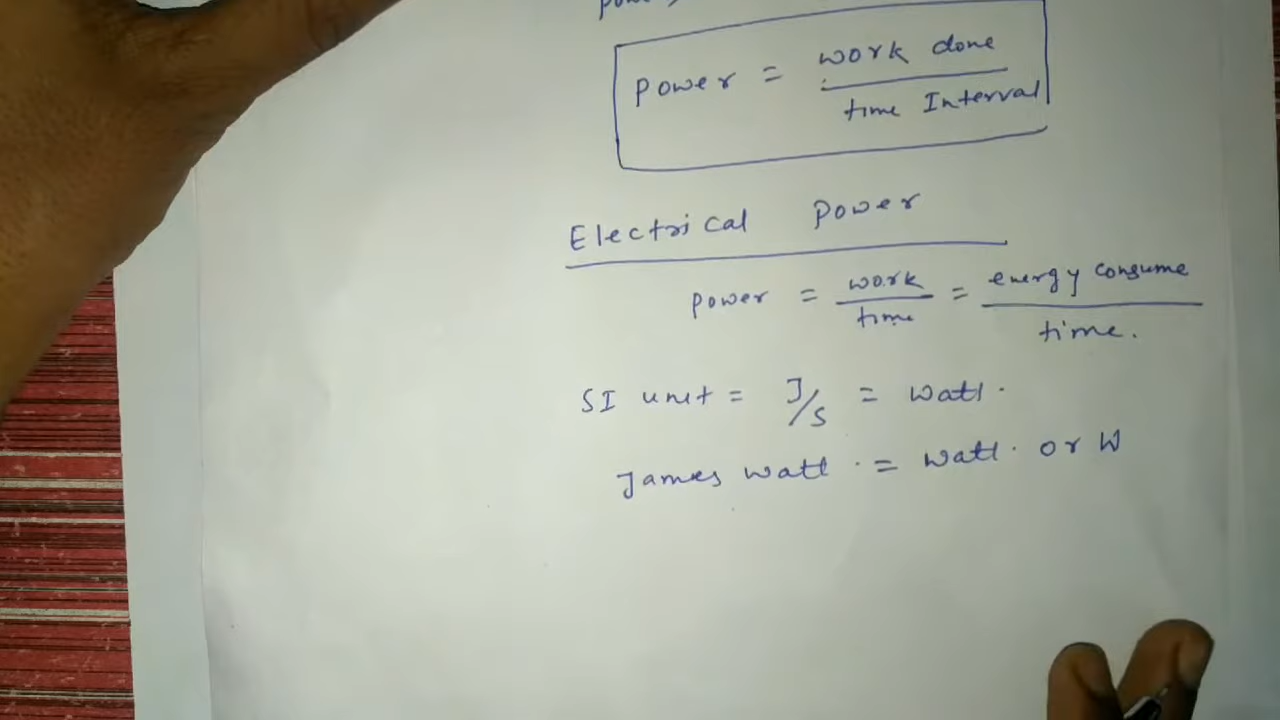 Power = work done / time Interval
Electrical Power
Power = work / time = energy consume / time.
SI unit = J/s = Watt.
James Watt. = Watt. or W